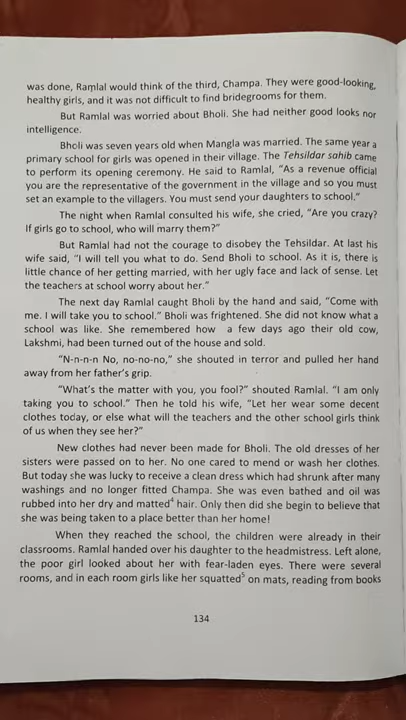 was done, Ramlal would think of the third, Champa. They were good-looking,
healthy girls, and it was not difficult to find bridegrooms for them.
But Ramlal was worried about Bholi. She had neither good looks nor
intelligence.
Bholi was seven years old when Mangla was married. The same year a
primary school for girls was opened in their village. The Tehsildar sahib came
to perform its opening ceremony. He said to Ramlal, “As a revenue official
you are the representative of the government in the village and so you must
set an example to the villagers. You must send your daughters to school.”
The night when Ramlal consulted his wife, she cried, “Are you crazy?
If girls go to school, who will marry them?”
But Ramlal had not the courage to disobey the Tehsildar. At last his
wife said, “I will tell you what to do. Send Bholi to school. As it is, there is
little chance of her getting married, with her ugly face and lack of sense. Let
the teachers at school worry about her.”
The next day Ramlal caught Bholi by the hand and said, “Come with
me. I will take you to school.” Bholi was frightened. She did not know what a
school was like. She remembered how a few days ago their old cow,
Lakshmi, had been turned out of the house and sold.
“N-n-n-n No, no-no-no,” she shouted in terror and pulled her hand
away from her father’s grip.
“What’s the matter with you, you fool?” shouted Ramlal. “I am only
taking you to school.” Then he told his wife, “Let her wear some decent
clothes today, or else what will the teachers and the other school girls think
of us when they see her?”
New clothes had never been made for Bholi. The old dresses of her
sisters were passed on to her. No one cared to mend or wash her clothes.
But today she was lucky to receive a clean dress which had shrunk after many
washings and no longer fitted Champa. She was even bathed and oil was
rubbed into her dry and matted⁴ hair. Only then did she begin to believe that
she was being taken to a place better than her home!
When they reached the school, the children were already in their
classrooms. Ramlal handed over his daughter to the headmistress. Left alone,
the poor girl looked about her with fear-laden eyes. There were several
rooms, and in each room girls like her squatted⁵ on mats, reading from books
134